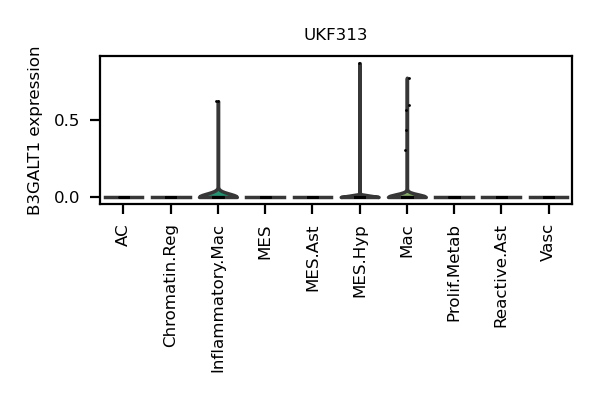 UKF313
B3GALT1 expression
0.5
0.0
AC
Chromatin.Reg
Inflammatory.Mac
MES
MES.Ast
MES.Hyp
Mac
Prolif.Metab
Reactive.Ast
Vasc